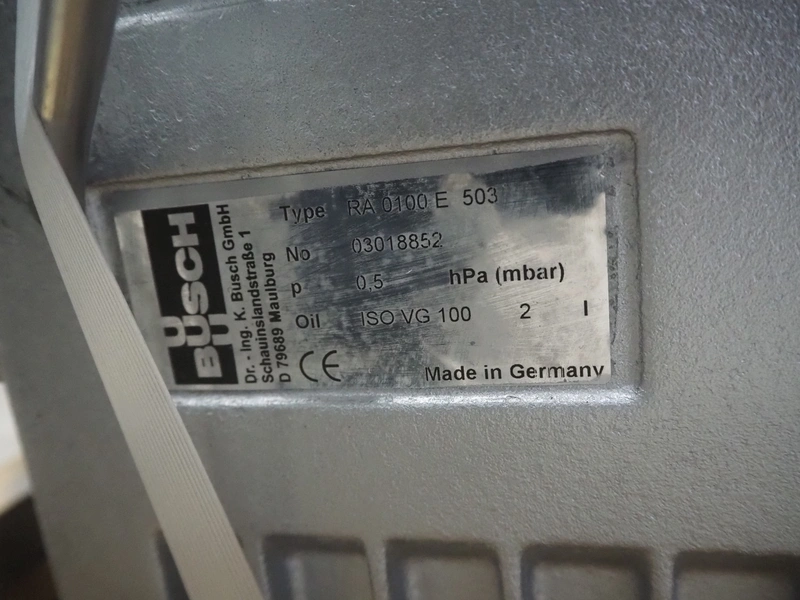 BUSCH
Dr. - Ing. K. Busch GmbH
Schauinslandstraße 1
D 79689 Maulburg
Type RA 0100 E 503
No 03018852
p 0,5 hPa (mbar)
Oil ISO VG 100 2 l
CE Made in Germany